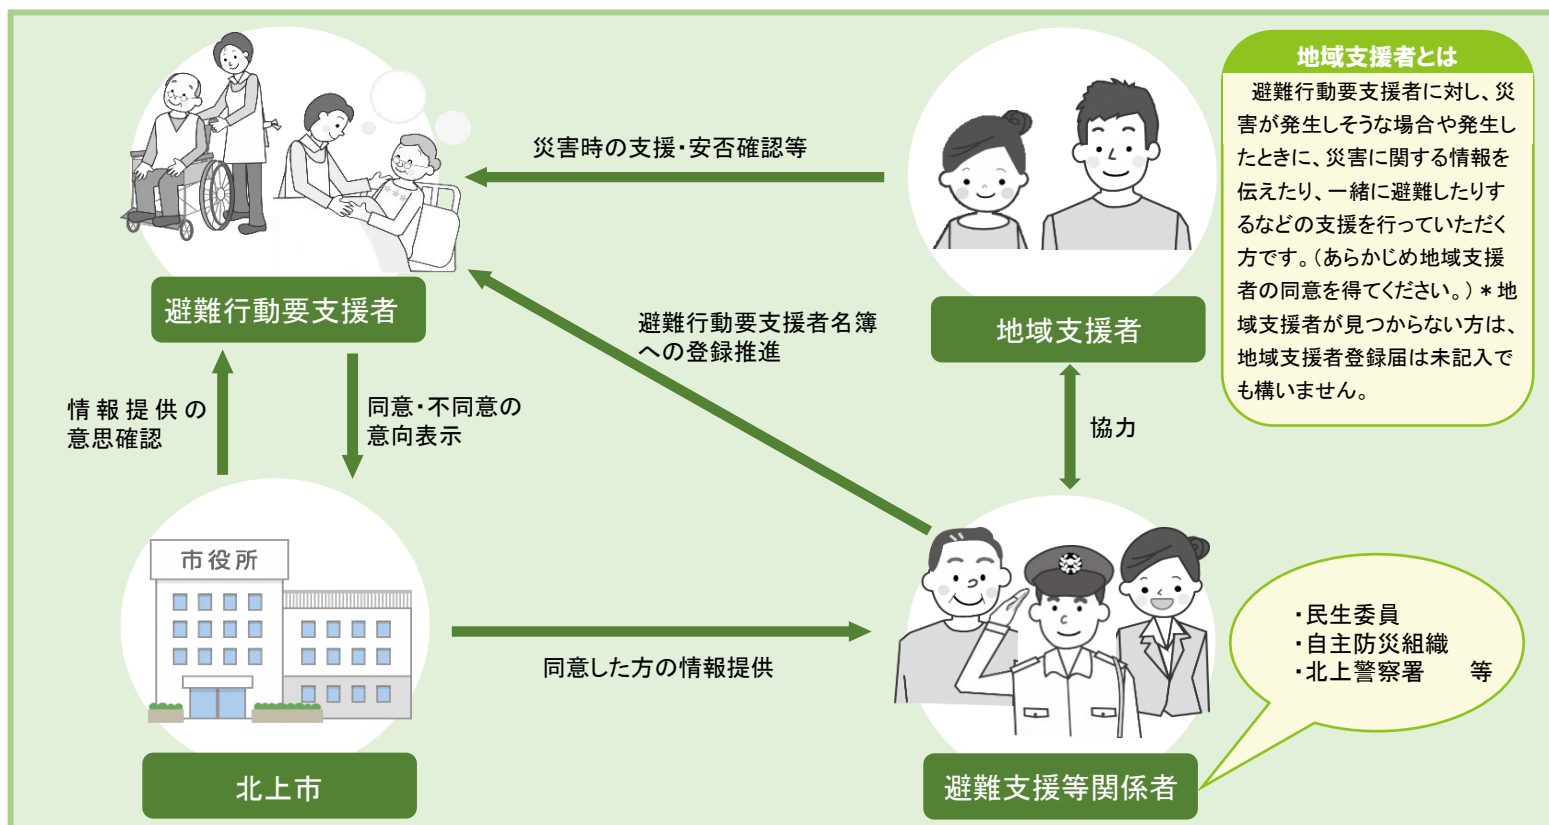 災害時の支援・安否確認等
避難行動要支援者
地域支援者
地域支援者とは
避難行動要支援者に対し、災
害が発生しそうな場合や発生し
たときに、災害に関する情報を
伝えたり、一緒に避難したりす
るなどの支援を行っていただく
方です。（あらかじめ地域支援
者の同意を得てください。）＊地
域支援者が見つからない方は、
地域支援者登録届は未記入で
も構いません。
避難行動要支援者名簿
への登録推進
情報提供の
意思確認
同意・不同意の
意向表示
協力
市役所
同意した方の情報提供
・民生委員
・自主防災組織
・北上警察署　　等
北上市
避難支援等関係者